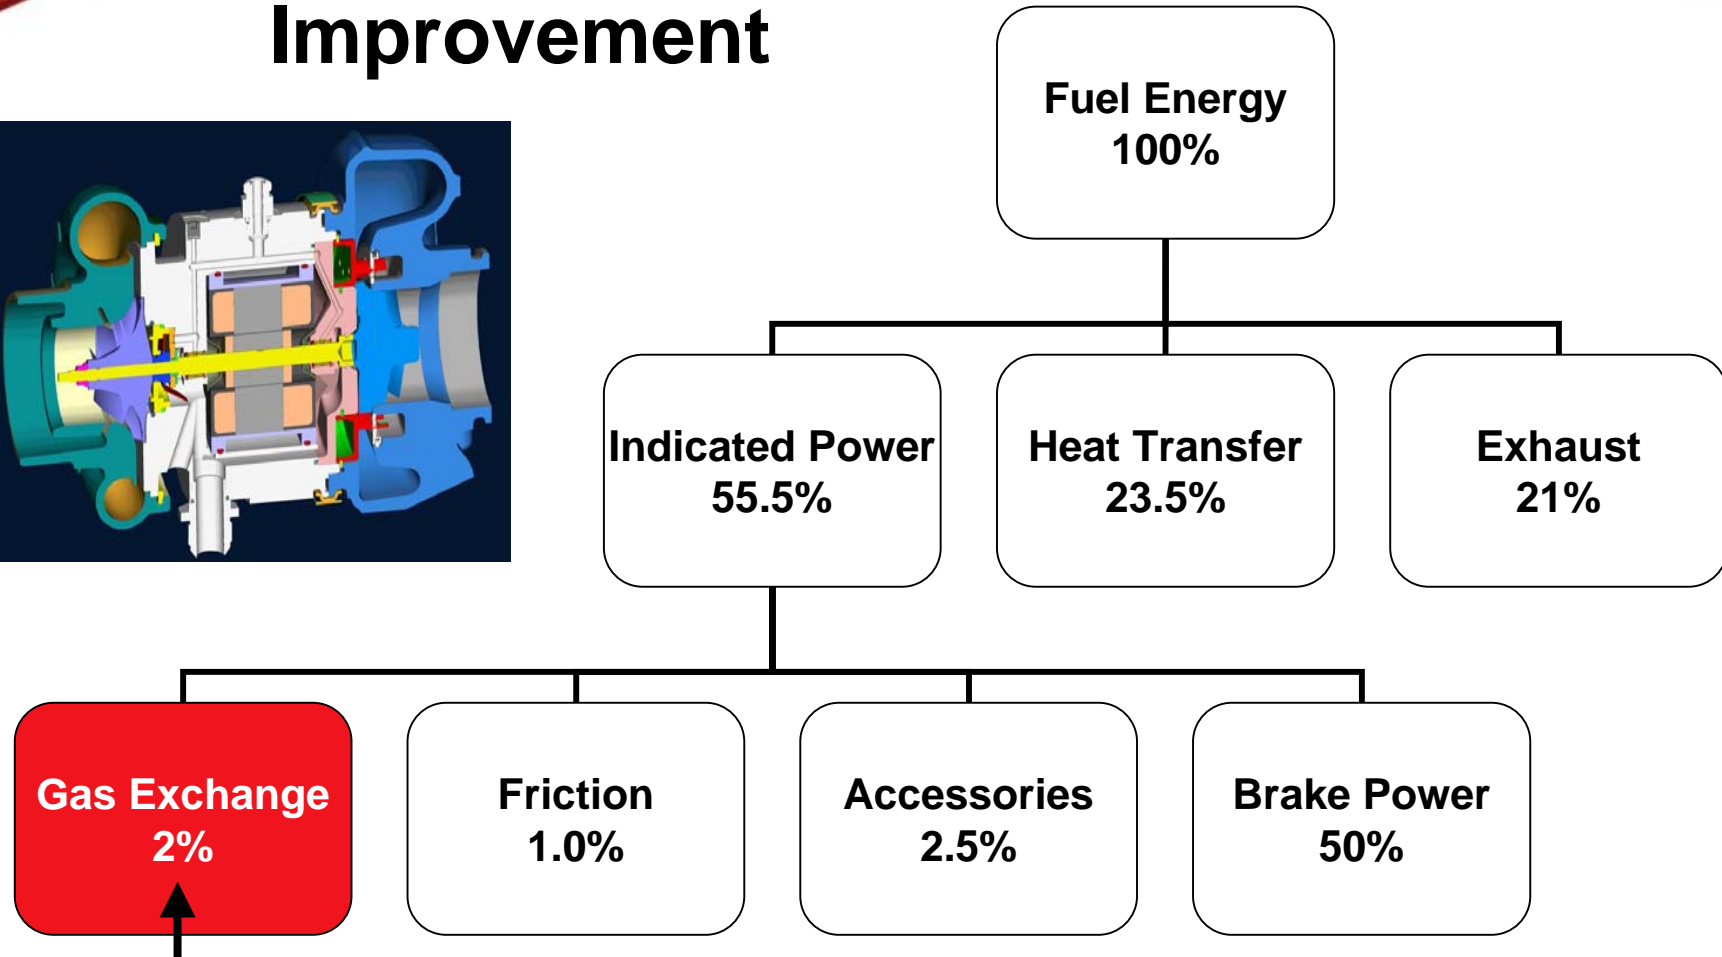 Improvement
Fuel Energy
100%
Indicated Power
55.5%
Heat Transfer
23.5%
Exhaust
21%
Gas Exchange
2%
Friction
1.0%
Accessories
2.5%
Brake Power
50%